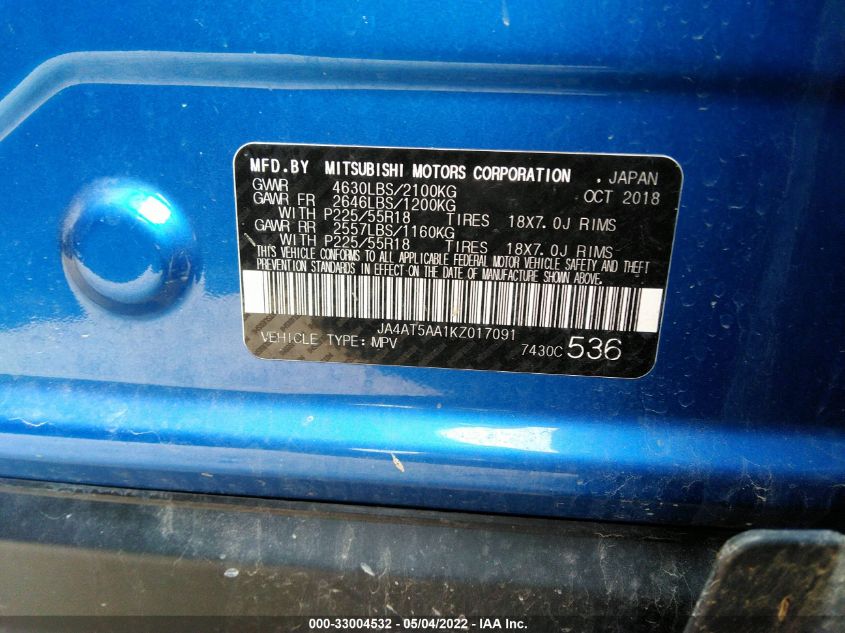 MFD.BY MITSUBISHI MOTORS CORPORATION . JAPAN
GVWR 4630LBS/2100KG OCT 2018
GAWR FR 2646LBS/1200KG
WITH P225/55R18 TIRES 18X7.0J RIMS
GAWR RR 2557LBS/1160KG
WITH P225/55R18 TIRES 18X7.0J RIMS
THIS VEHICLE CONFORMS TO ALL APPLICABLE FEDERAL MOTOR VEHICLE SAFETY AND THEFT
PREVENTION STANDARDS IN EFFECT ON THE DATE OF MANUFACTURE SHOWN ABOVE.
JA4AT5AA1KZ017091
VEHICLE TYPE:MPV 7430C 536
000-33004532 - 05/04/2022 - IAA Inc.